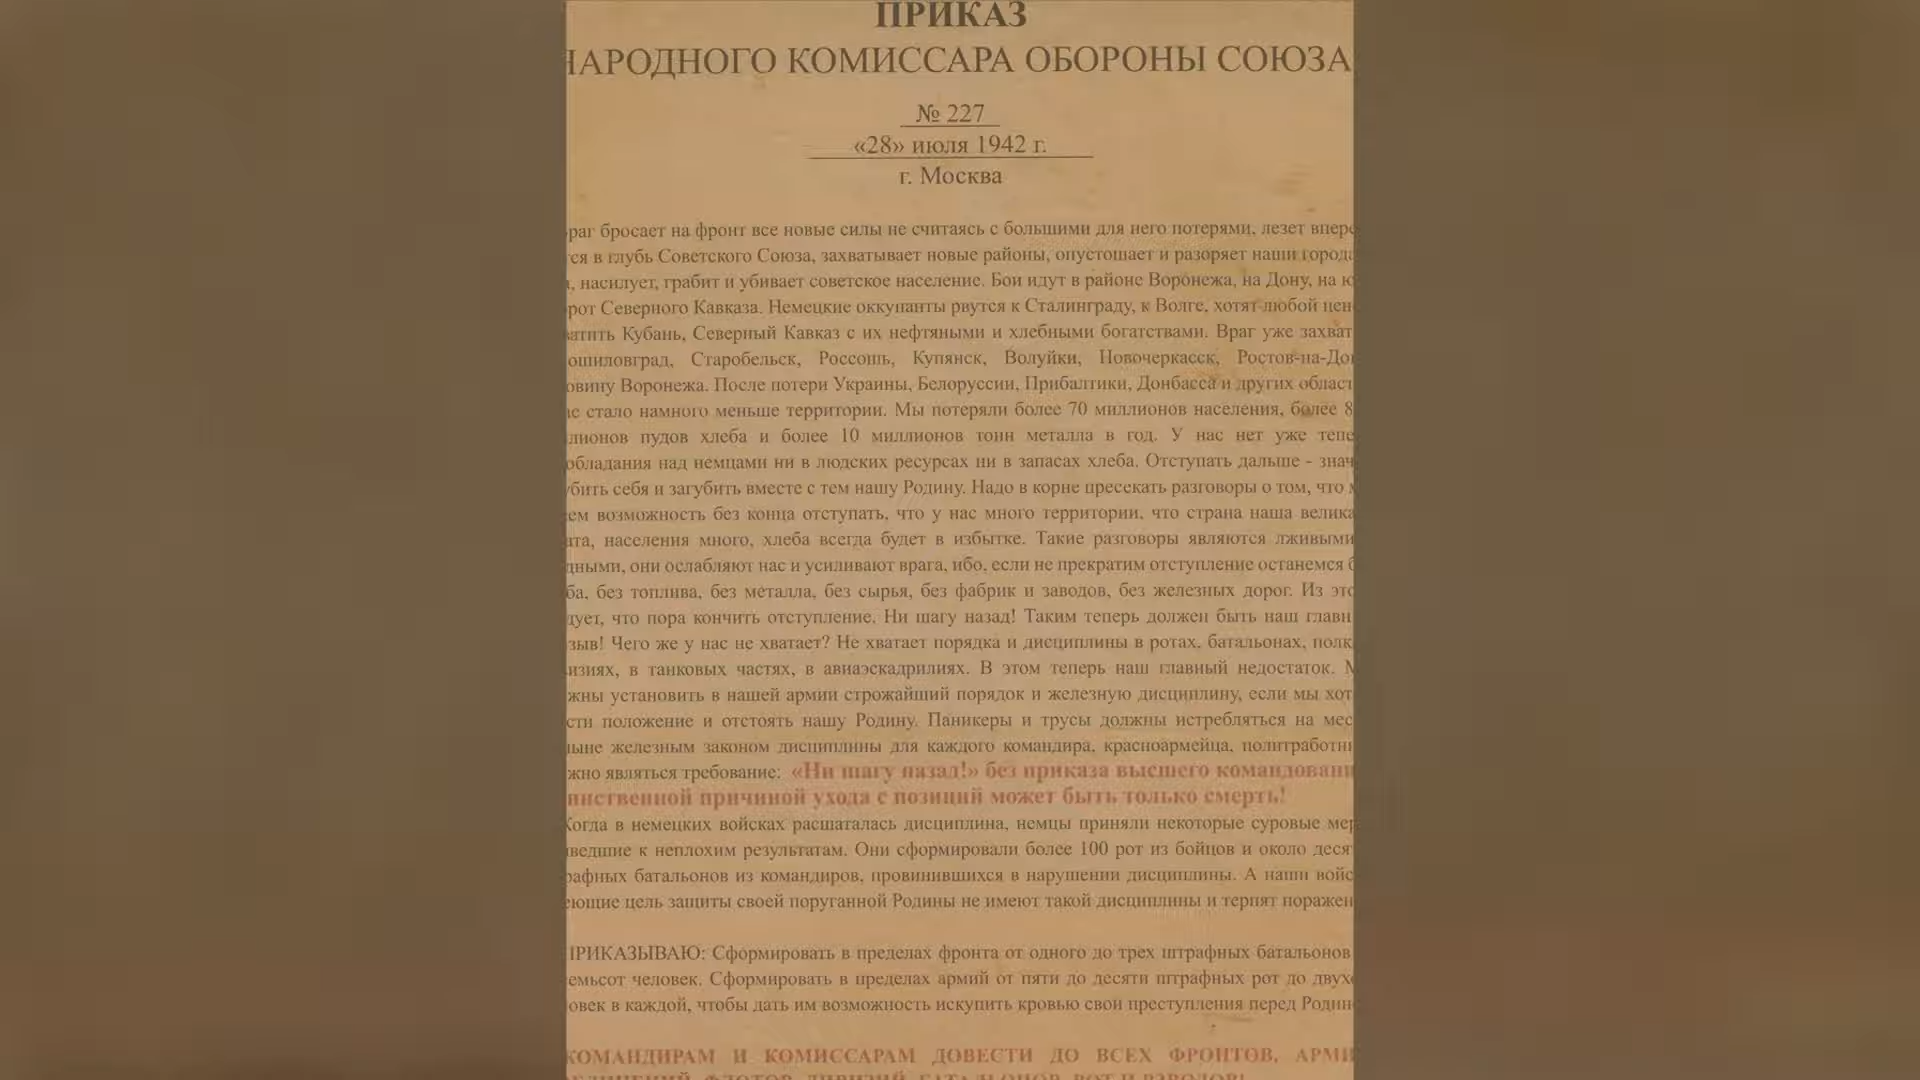 ПРИКАЗ
НАРОДНОГО КОМИССАРА ОБОРОНЫ СОЮЗА
№ 227
«28» июля 1942 г.
г. Москва
раг бросает на фронт все новые силы не считаясь с большими для него потерями, лезет впере
ся в глубь Советского Союза, захватывает новые районы, опустошает и разоряет наши города
, насилует, грабит и убивает советское население. Бои идут в районе Воронежа, на Дону, на ю
рот Северного Кавказа. Немецкие оккупанты рвутся к Сталинграду, к Волге, хотят любой цен
атить Кубань, Северный Кавказ с их нефтяными и хлебными богатствами. Враг уже захват
ошиловград, Старобельск, Россошь, Купянск, Волуйки, Новочеркасск, Ростов-на-До
овину Воронежа. После потери Украины, Белоруссии, Прибалтики, Донбасса и других област
ас стало намного меньше территории. Мы потеряли более 70 миллионов населения, более 8
лионов пудов хлеба и более 10 миллионов тонн металла в год. У нас нет уже тепе
обладания над немцами ни в людских ресурсах ни в запасах хлеба. Отступать дальше - знач
убить себя и загубить вместе с тем нашу Родину. Надо в корне пресекать разговоры о том, что м
ем возможность без конца отступать, что у нас много территории, что страна наша велика
ата, населения много, хлеба всегда будет в избытке. Такие разговоры являются лживыми
дными, они ослабляют нас и усиливают врага, ибо, если не прекратим отступление останемся б
ба, без топлива, без металла, без сырья, без фабрик и заводов, без железных дорог. Из это
дует, что пора кончить отступление. Ни шагу назад! Таким теперь должен быть наш главн
зыв! Чего же у нас не хватает? Не хватает порядка и дисциплины в ротах, батальонах, полк
изиях, в танковых частях, в авиаэскадрилиях. В этом теперь наш главный недостаток. М
жны установить в нашей армии строжайший порядок и железную дисциплину, если мы хот
сти положение и отстоять нашу Родину. Паникеры и трусы должны истребляться на мес
ыне железным законом дисциплины для каждого командира, красноармейца, политработни
жно являться требование: «Ни шагу назад!» без приказа высшего командовани
инственной причиной ухода с позиций может быть только смерть!
Когда в немецких войсках расшаталась дисциплина, немцы приняли некоторые суровые мер
иведшие к неплохим результатам. Они сформировали более 100 рот из бойцов и около деся
рафных батальонов из командиров, провинившихся в нарушении дисциплины. А наши войс
еющие цель защиты своей поруганной Родины не имеют такой дисциплины и терпят поражен
ПРИКАЗЫВАЮ: Сформировать в пределах фронта от одного до трех штрафных батальонов
емьсот человек. Сформировать в пределах армий от пяти до десяти штрафных рот до двухс
овек в каждой, чтобы дать им возможность искупить кровью свои преступления перед Родино
КОМАНДИРАМ И КОМИССАРАМ ДОВЕСТИ ДО ВСЕХ ФРОНТОВ, АРМИ
ЕДИНЕНИЙ, ФЛОТОВ, ДИВИЗИЙ, БАТАЛЬОНОВ, РОТ И ВЗВОДОВ!